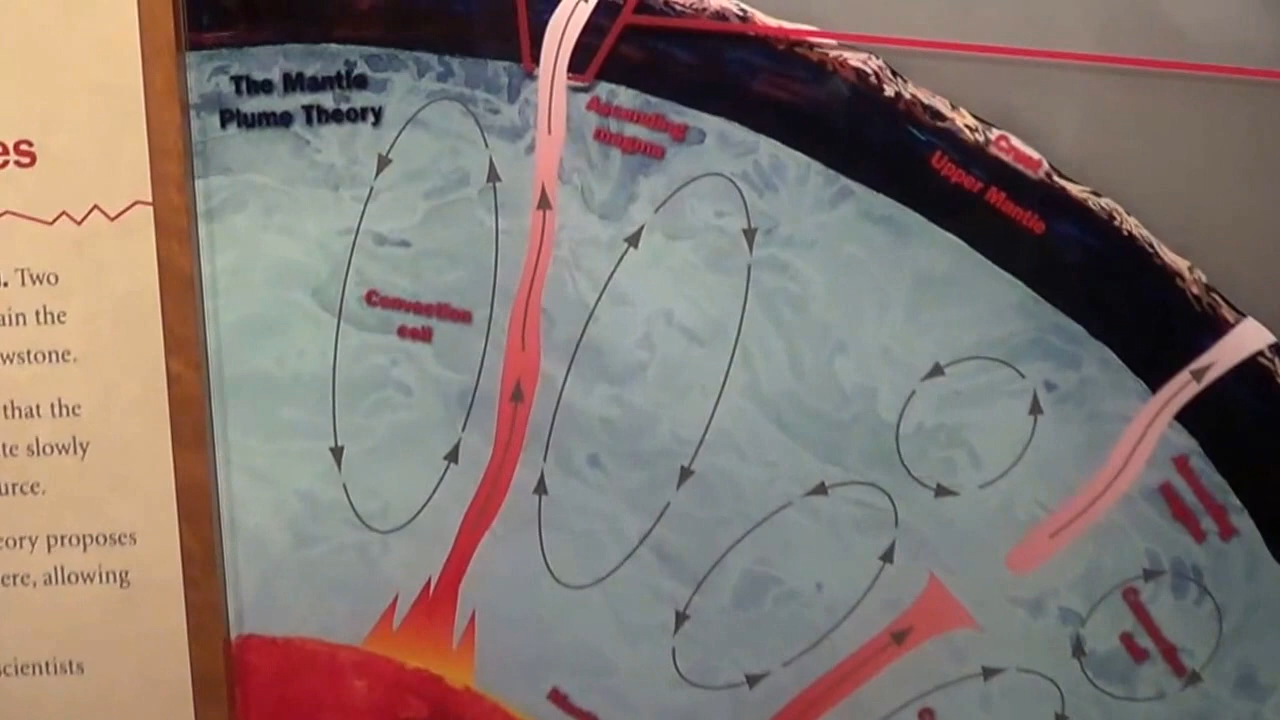 es
. Two
ain the
wstone.
that the
te slowly
urce.
eory proposes
ere, allowing
cientists
The Mantle
Plume Theory
Ascending
magma
Convection
cell
Upper Mantle
Crust